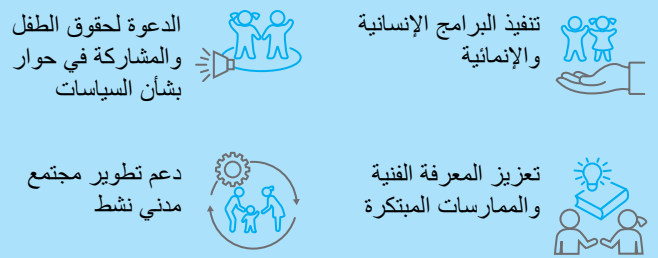 تنفيذ البرامج الإنسانية
والإنمائية
الدعوة لحقوق الطفل
والمشاركة في حوار
بشأن السياسات
تعزيز المعرفة الفنية
والممارسات المبتكرة
دعم تطوير مجتمع
مدني نشط